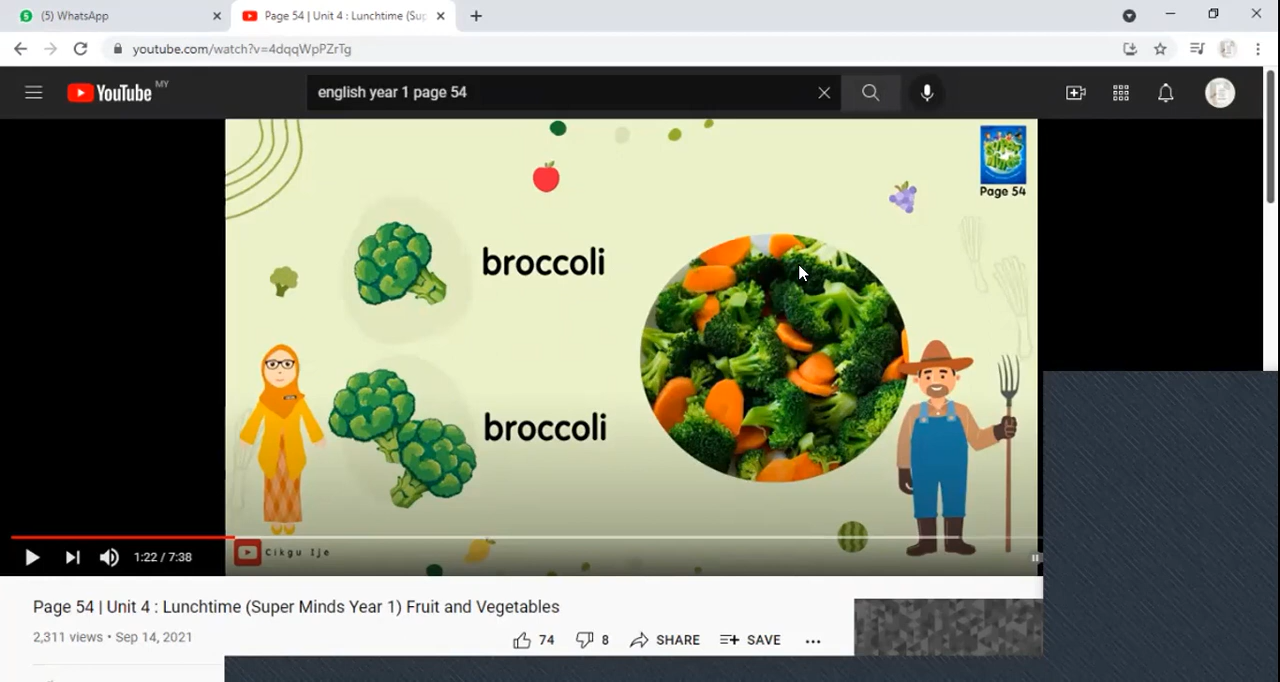 (5) WhatsApp
Page 54 | Unit 4 : Lunchtime (Su
youtube.com/watch?v=4dqqWpPZrTg
YouTube MY
english year 1 page 54
Page 54
broccoli
broccoli
1:22 / 7:38
Cikgu Ije
Page 54 | Unit 4 : Lunchtime (Super Minds Year 1) Fruit and Vegetables
2,311 views • Sep 14, 2021
74
8
SHARE
SAVE